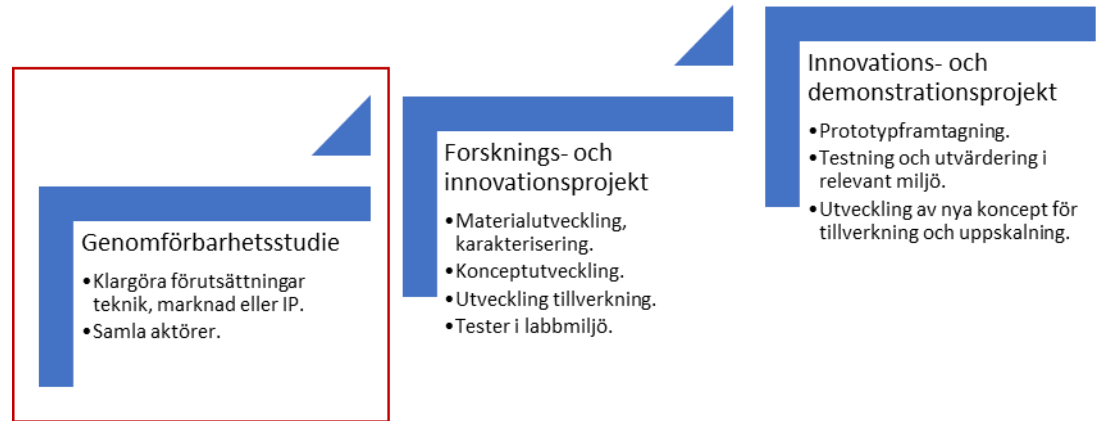 Genomförbarhetsstudie
•Klargöra förutsättningar
teknik, marknad eller IP.
•Samla aktörer.
Forsknings- och
innovationsprojekt
•Materialutveckling,
karakterisering.
•Konceptutveckling.
•Utveckling tillverkning.
•Tester i labbmiljö.
Innovations- och
demonstrationsprojekt
•Prototypframtagning.
•Testning och utvärdering i
relevant miljö.
•Utveckling av nya koncept för
tillverkning och uppskalning.